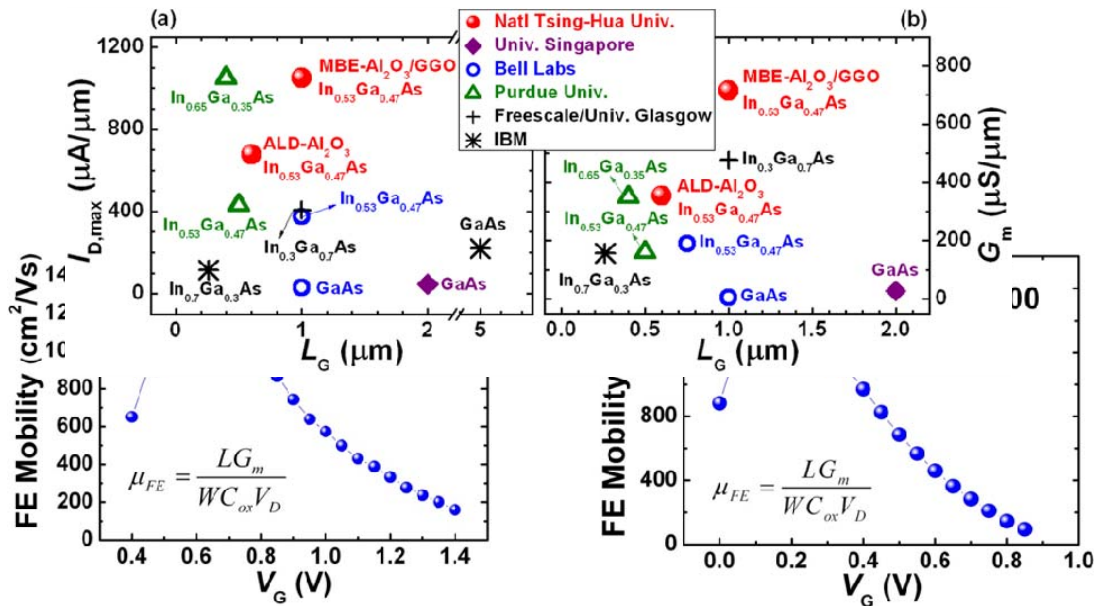 (a)
(b)
Natl Tsing-Hua Univ.
Univ. Singapore
Bell Labs
Purdue Univ.
Freescale/Univ. Glasgow
IBM
I_D,max (μA/μm)
1200
800
400
0
In0.65Ga0.35As
MBE-Al2O3/GGO
In0.53Ga0.47As
ALD-Al2O3
In0.53Ga0.47As
In0.53Ga0.47As
In0.53Ga0.47As
In0.3Ga0.7As
In0.7Ga0.3As
GaAs
GaAs
GaAs
0 1 2 5
L_G (μm)
MBE-Al2O3/GGO
In0.53Ga0.47As
In0.3Ga0.7As
In0.65Ga0.35As
ALD-Al2O3
In0.53Ga0.47As
In0.53Ga0.47As
In0.53Ga0.47As
In0.7Ga0.3As
GaAs
GaAs
800
600
400
200
0
G_m (μS/μm)
0.0 0.5 1.0 1.5 2.0
L_G (μm)
FE Mobility (cm²/Vs)
14
12
10
800
600
400
200
0
μ_FE = LG_m / WC_oxV_D
0.4 0.6 0.8 1.0 1.2 1.4
V_G (V)
FE Mobility
00
800
400
0
μ_FE = LG_m / WC_oxV_D
0.0 0.2 0.4 0.6 0.8 1.0
V_G (V)